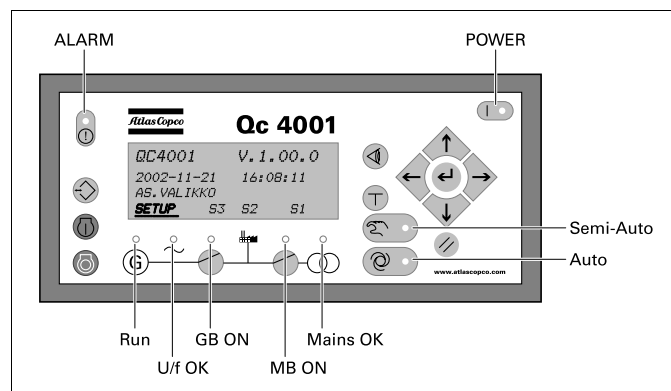 ALARM
POWER
Atlas Copco
Qc 4001
QC4001 V.1.00.0
2002-11-21 16:08:11
AS.VALIKKO
SETUP S3 S2 S1
Semi-Auto
Auto
G
www.atlascopco.com
Run
GB ON
Mains OK
U/f OK
MB ON